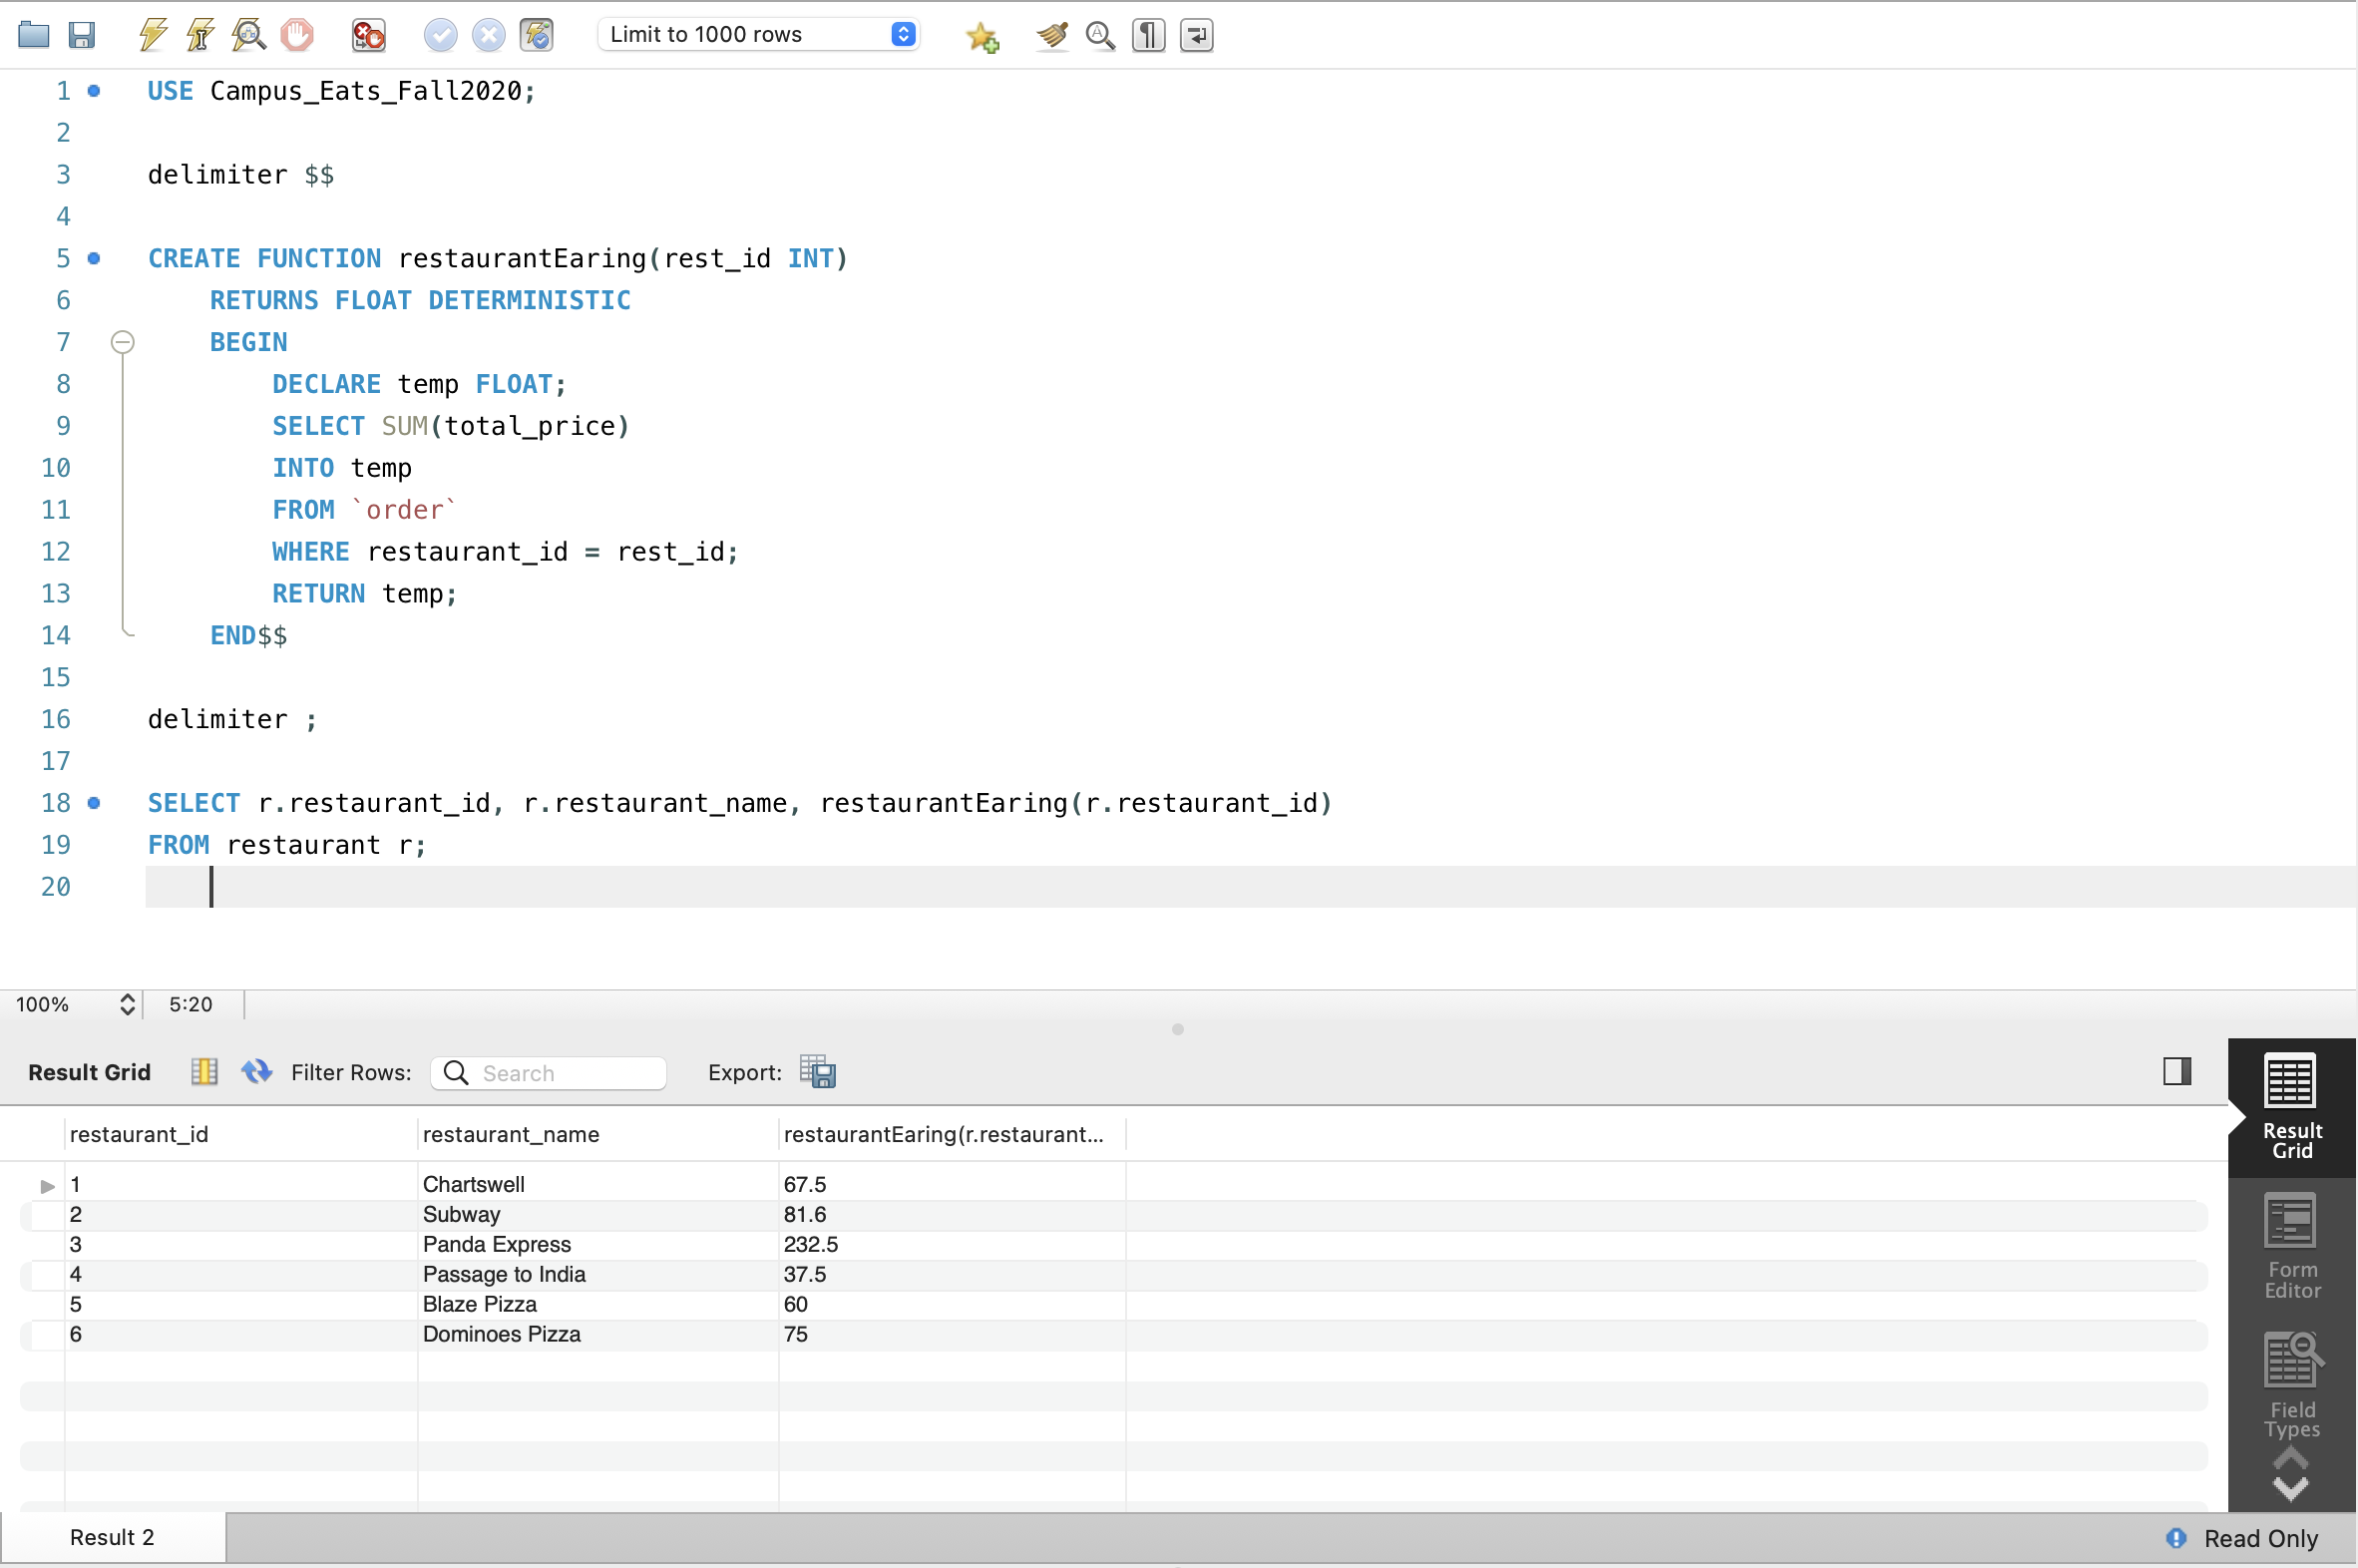 Limit to 1000 rows
1 USE Campus_Eats_Fall2020;
2
3 delimiter $$
4
5 CREATE FUNCTION restaurantEaring(rest_id INT)
6 RETURNS FLOAT DETERMINISTIC
7 BEGIN
8 DECLARE temp FLOAT;
9 SELECT SUM(total_price)
10 INTO temp
11 FROM `order`
12 WHERE restaurant_id = rest_id;
13 RETURN temp;
14 END$$
15
16 delimiter ;
17
18 SELECT r.restaurant_id, r.restaurant_name, restaurantEaring(r.restaurant_id)
19 FROM restaurant r;
20
100% 5:20
Result Grid Filter Rows: Search Export:
restaurant_id restaurant_name restaurantEaring(r.restaurant...
1 Chartswell 67.5
2 Subway 81.6
3 Panda Express 232.5
4 Passage to India 37.5
5 Blaze Pizza 60
6 Dominoes Pizza 75
Result
Grid
Form
Editor
Field
Types
Result 2 Read Only